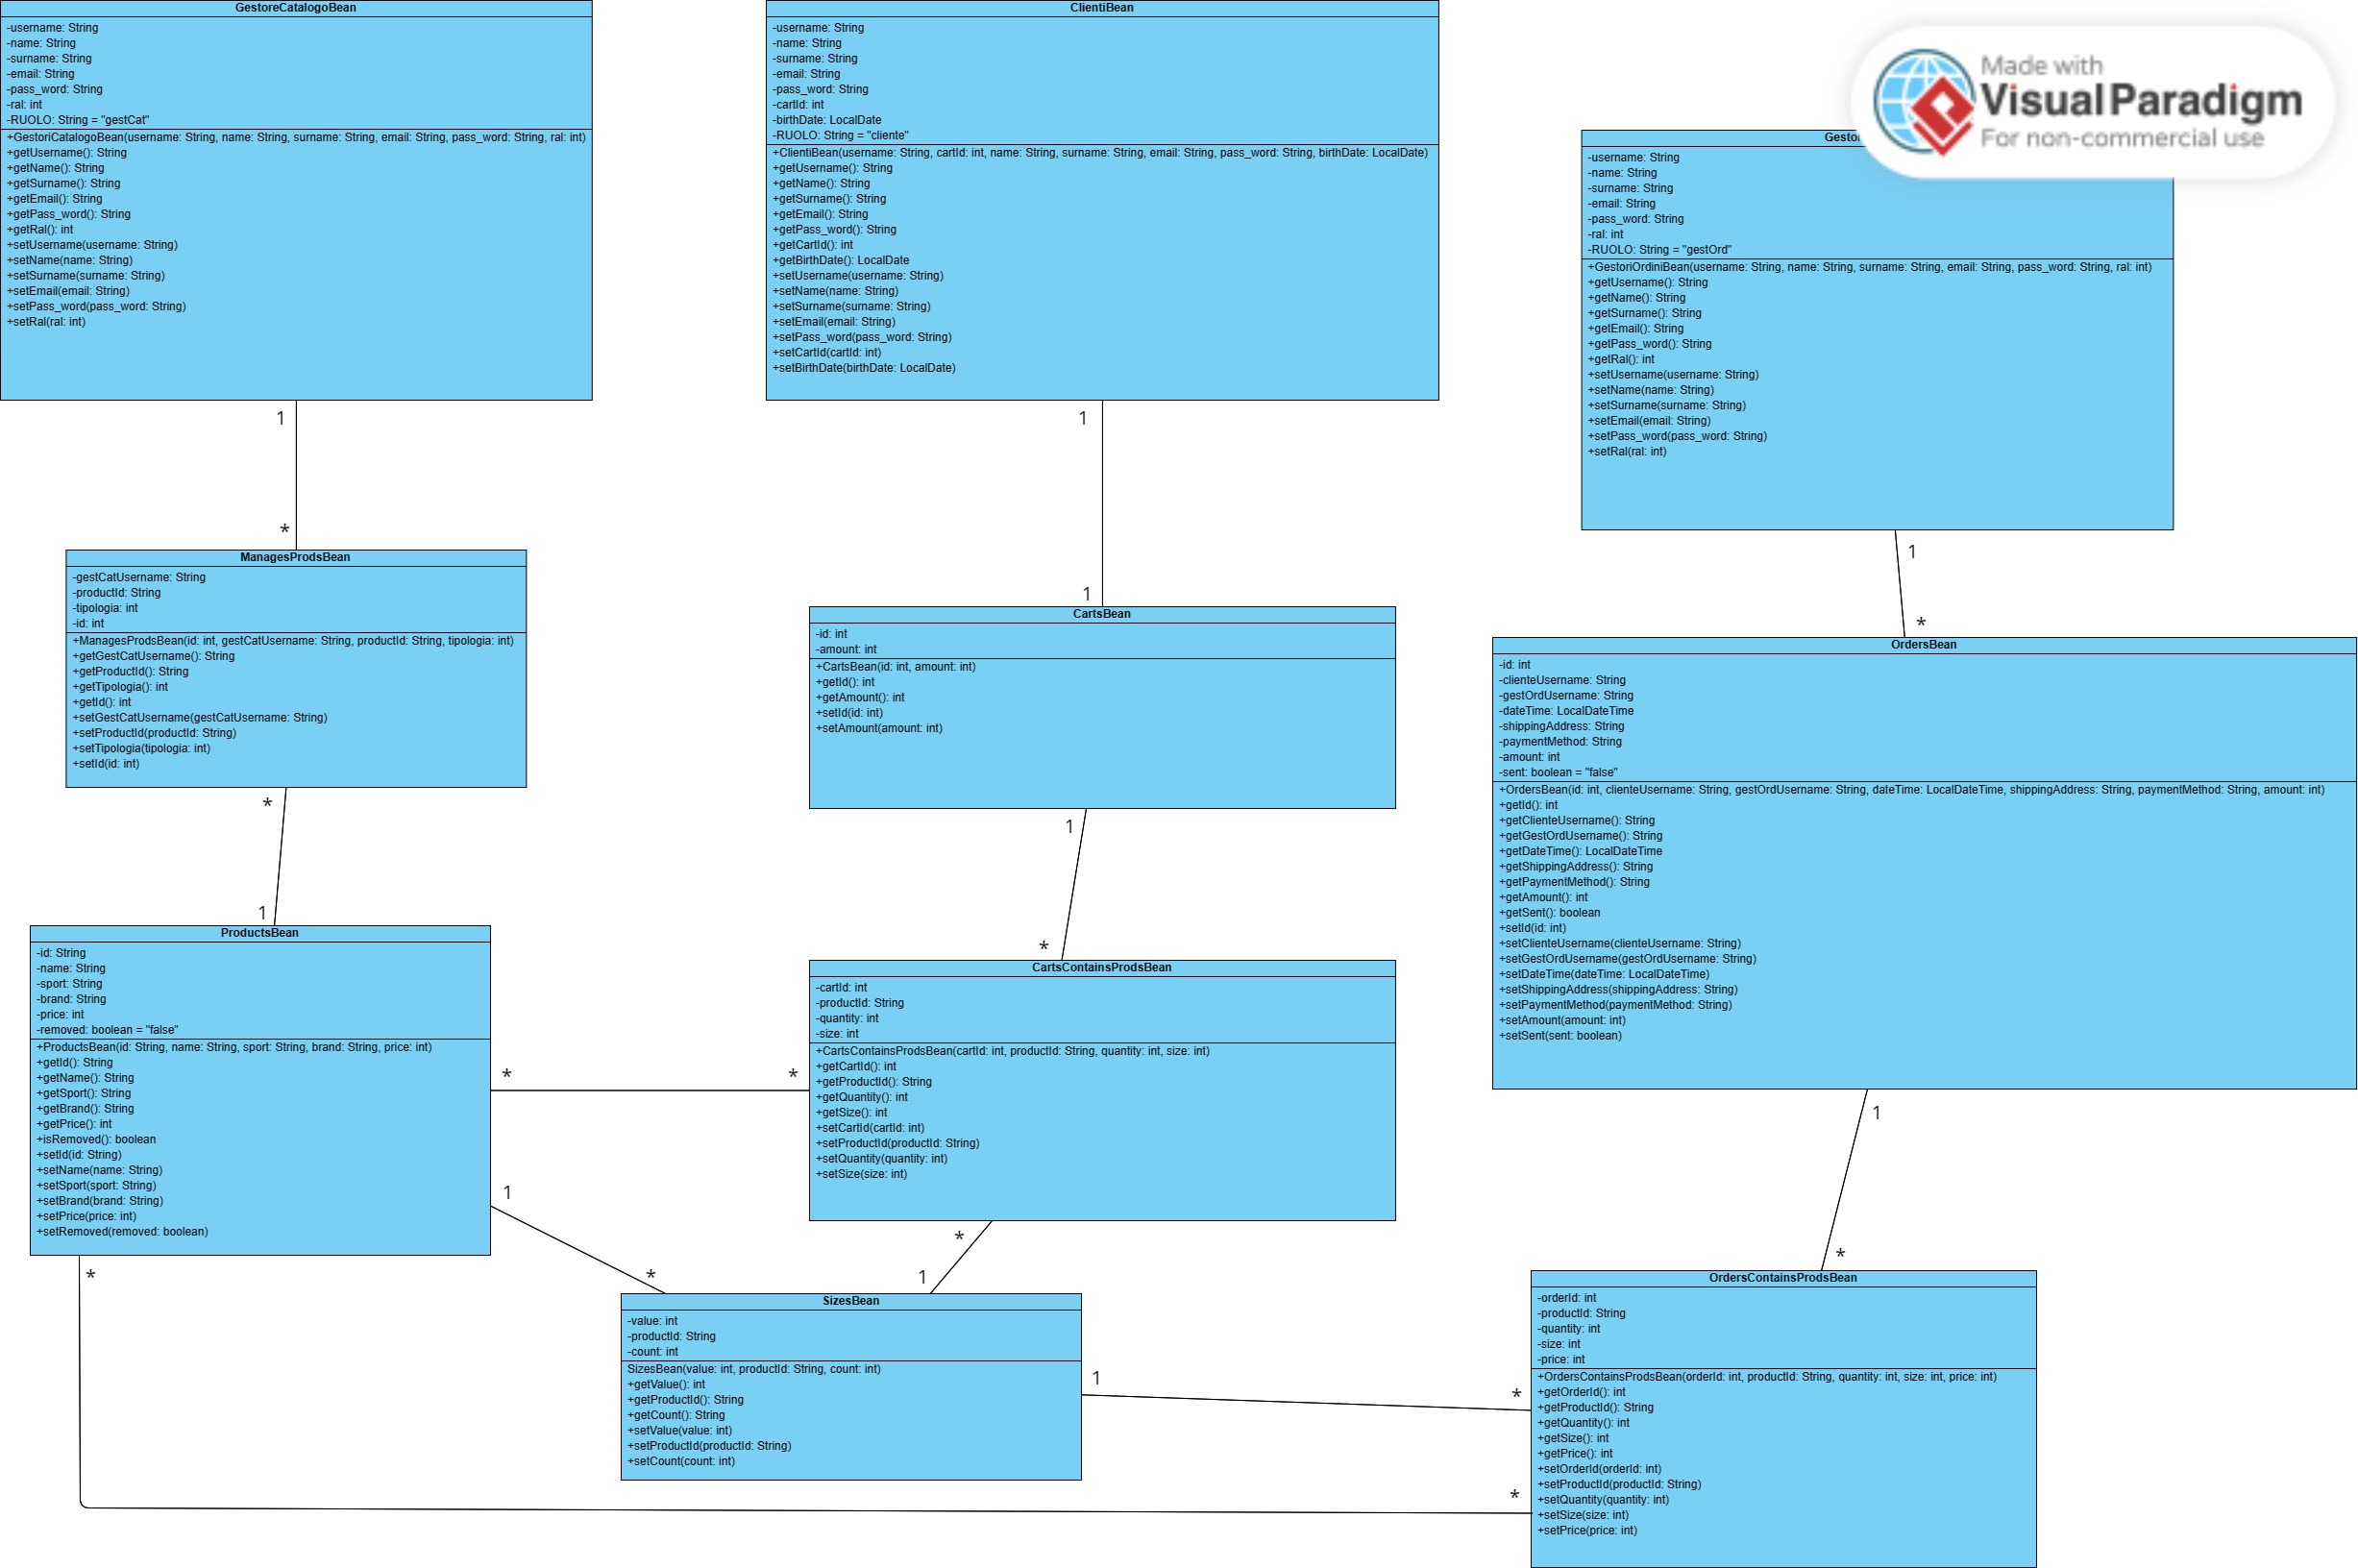 GestoreCatalogoBean
-username: String
-name: String
-surname: String
-email: String
-pass_word: String
-ral: int
-RUOLO: String = "gestCat"
+GestoriCatalogoBean(username: String, name: String, surname: String, email: String, pass_word: String, ral: int)
+getUsername(): String
+getName(): String
+getSurname(): String
+getEmail(): String
+getPass_word(): String
+getRal(): int
+setUsername(username: String)
+setName(name: String)
+setSurname(surname: String)
+setEmail(email: String)
+setPass_word(pass_word: String)
+setRal(ral: int)
ClientiBean
-username: String
-name: String
-surname: String
-email: String
-pass_word: String
-cartId: int
-birthDate: LocalDate
-RUOLO: String = "cliente"
+ClientiBean(username: String, cartId: int, name: String, surname: String, email: String, pass_word: String, birthDate: LocalDate)
+getUsername(): String
+getName(): String
+getSurname(): String
+getEmail(): String
+getPass_word(): String
+getCartId(): int
+getBirthDate(): LocalDate
+setUsername(username: String)
+setName(name: String)
+setSurname(surname: String)
+setEmail(email: String)
+setPass_word(pass_word: String)
+setCartId(cartId: int)
+setBirthDate(birthDate: LocalDate)
Made with
Visual Paradigm
For non-commercial use
-username: String
-name: String
-surname: String
-email: String
-pass_word: String
-ral: int
-RUOLO: String = "gestOrd"
+GestoriOrdiniBean(username: String, name: String, surname: String, email: String, pass_word: String, ral: int)
+getUsername(): String
+getName(): String
+getSurname(): String
+getEmail(): String
+getPass_word(): String
+getRal(): int
+setUsername(username: String)
+setName(name: String)
+setSurname(surname: String)
+setEmail(email: String)
+setPass_word(pass_word: String)
+setRal(ral: int)
1
*
1
1
1
*
ManagesProdsBean
-gestCatUsername: String
-productId: String
-tipologia: int
-id: int
+ManagesProdsBean(id: int, gestCatUsername: String, productId: String, tipologia: int)
+getGestCatUsername(): String
+getProductId(): String
+getTipologia(): int
+getId(): int
+setGestCatUsername(gestCatUsername: String)
+setProductId(productId: String)
+setTipologia(tipologia: int)
+setId(id: int)
CartsBean
-id: int
-amount: int
+CartsBean(id: int, amount: int)
+getId(): int
+getAmount(): int
+setId(id: int)
+setAmount(amount: int)
OrdersBean
-id: int
-clienteUsername: String
-gestOrdUsername: String
-dateTime: LocalDateTime
-shippingAddress: String
-paymentMethod: String
-amount: int
-sent: boolean = "false"
+OrdersBean(id: int, clienteUsername: String, gestOrdUsername: String, dateTime: LocalDateTime, shippingAddress: String, paymentMethod: String, amount: int)
+getId(): int
+getClienteUsername(): String
+getGestOrdUsername(): String
+getDateTime(): LocalDateTime
+getShippingAddress(): String
+getPaymentMethod(): String
+getAmount(): int
+getSent(): boolean
+setId(id: int)
+setClienteUsername(clienteUsername: String)
+setGestOrdUsername(gestOrdUsername: String)
+setDateTime(dateTime: LocalDateTime)
+setShippingAddress(shippingAddress: String)
+setPaymentMethod(paymentMethod: String)
+setAmount(amount: int)
+setSent(sent: boolean)
*
1
1
*
ProductsBean
-id: String
-name: String
-sport: String
-brand: String
-price: int
-removed: boolean = "false"
+ProductsBean(id: String, name: String, sport: String, brand: String, price: int)
+getId(): String
+getName(): String
+getSport(): String
+getBrand(): String
+getPrice(): int
+isRemoved(): boolean
+setId(id: String)
+setName(name: String)
+setSport(sport: String)
+setBrand(brand: String)
+setPrice(price: int)
+setRemoved(removed: boolean)
CartsContainsProdsBean
-cartId: int
-productId: String
-quantity: int
-size: int
+CartsContainsProdsBean(cartId: int, productId: String, quantity: int, size: int)
+getCartId(): int
+getProductId(): String
+getQuantity(): int
+getSize(): int
+setCartId(cartId: int)
+setProductId(productId: String)
+setQuantity(quantity: int)
+setSize(size: int)
*
*
1
*
*
1
1
*
*
SizesBean
-value: int
-productId: String
-count: int
SizesBean(value: int, productId: String, count: int)
+getValue(): int
+getProductId(): String
+getCount(): String
+setValue(value: int)
+setProductId(productId: String)
+setCount(count: int)
1
*
*
OrdersContainsProdsBean
-orderId: int
-productId: String
-quantity: int
-size: int
-price: int
+OrdersContainsProdsBean(orderId: int, productId: String, quantity: int, size: int, price: int)
+getOrderId(): int
+getProductId(): String
+getQuantity(): int
+getSize(): int
+getPrice(): int
+setOrderId(orderId: int)
+setProductId(productId: String)
+setQuantity(quantity: int)
+setSize(size: int)
+setPrice(price: int)